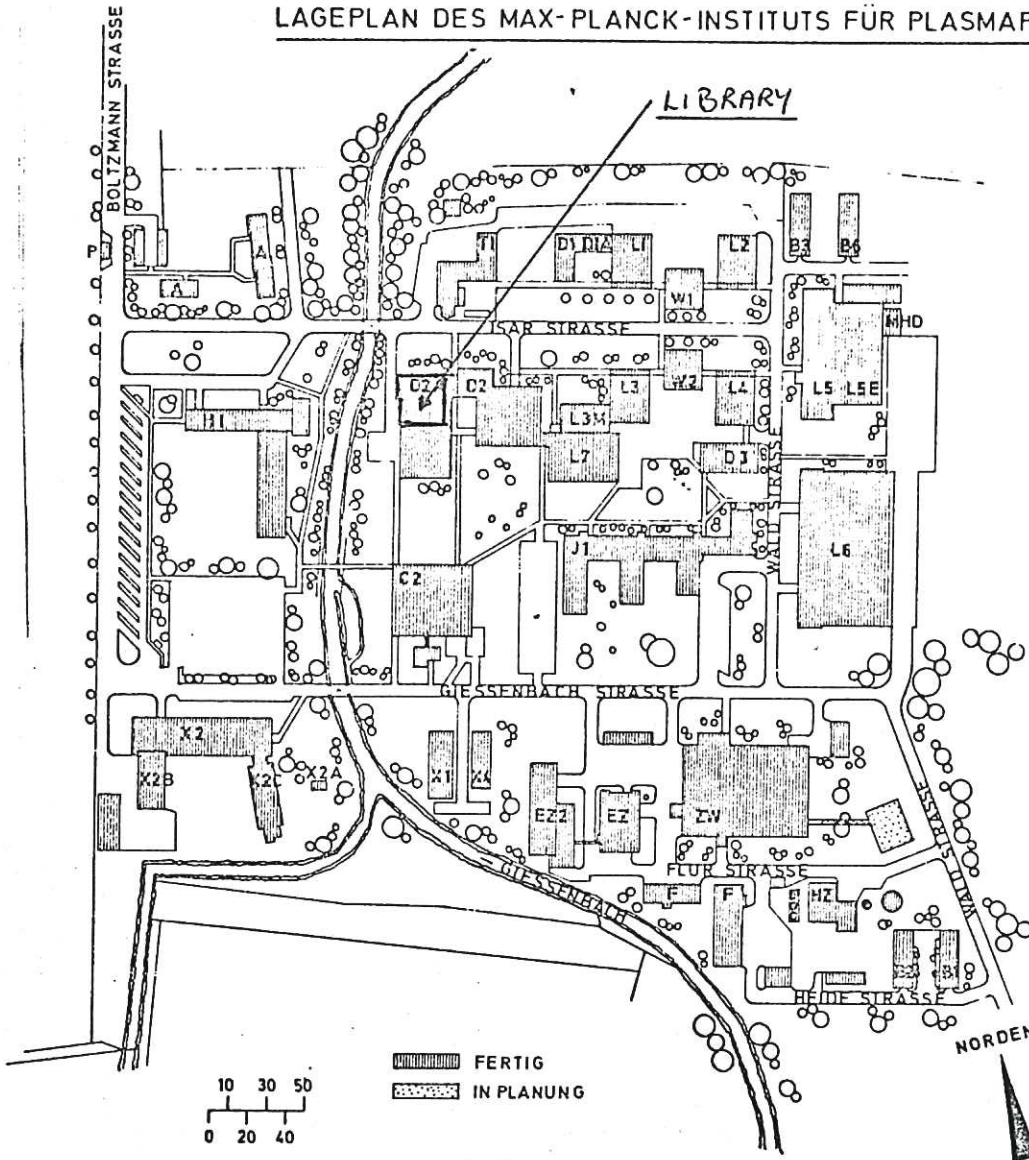 LAGEPLAN DES MAX-PLANCK-INSTITUTS FÜR PLASMAF
BOLTZMANN STRASSE
LIBRARY
P
A
A
T1
D1
D1A
L1
L2
B3
B6
W1
ISAR STRASSE
MHD
D2
D2
L3
W2
L4
L5
L5E
H1
L3M
L7
D3
WALD STRASSE
J1
L6
C2
GIESSENBACH STRASSE
X2
X2B
X2C
X2A
X1
X4
EZ2
EZ
ZW
WALD STRASSE
FLUR STRASSE
GIESSENBACH
F
F
HZ
B1
HEIDE STRASSE
NORDEN
FERTIG
IN PLANUNG
10 30 50
0 20 40